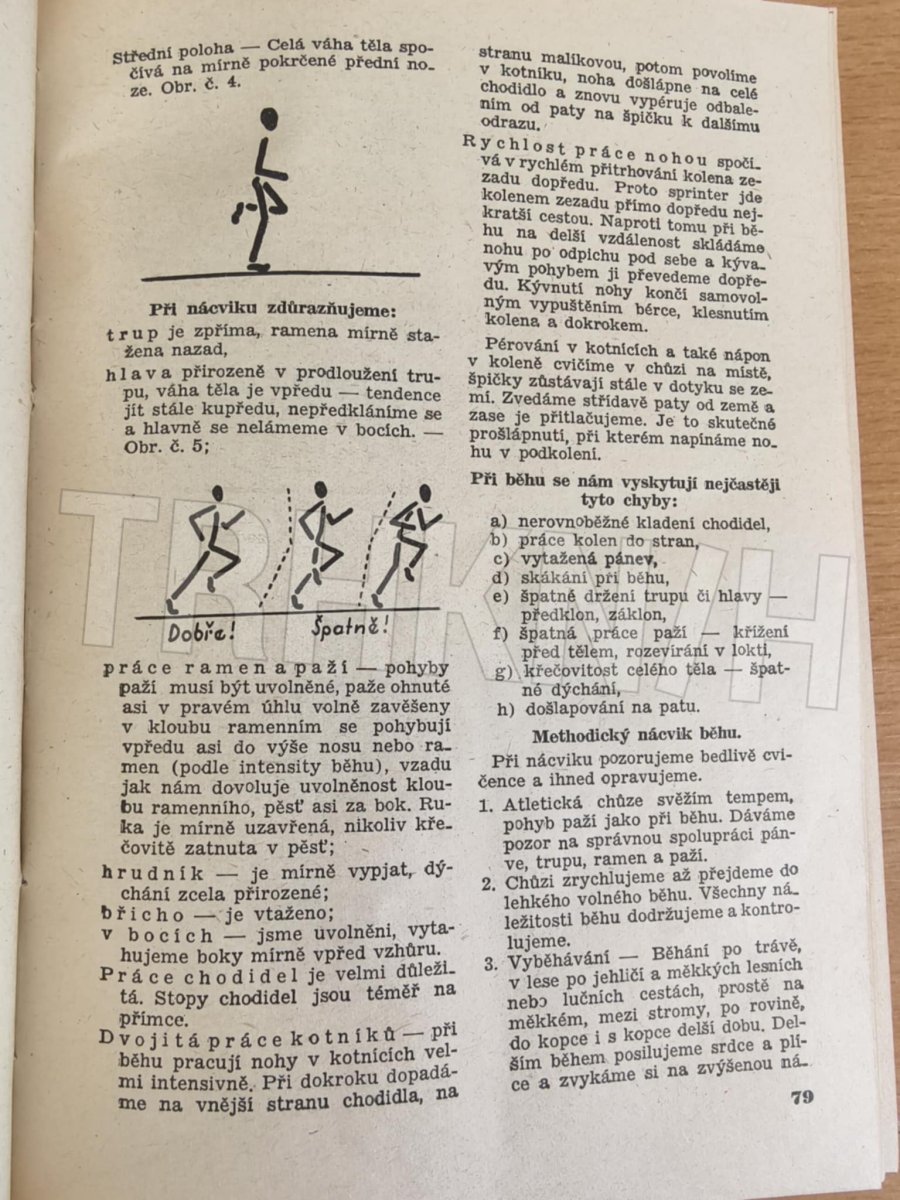 Střední poloha — Celá váha těla spo-
čívá na mírně pokrčené přední no-
ze. Obr. č. 4.
Při nácviku zdůrazňujeme:
trup je zpříma, ramena mírně sta-
žena nazad,
hlava přirozeně v prodloužení tru-
pu, váha těla je vpředu — tendence
jít stále kupředu, nepředkláníme se
a hlavně se nelámeme v bocích. —
Obr. č. 5;
Dobře! Špatně!
práce ramen a paží — pohyby
paží musí být uvolněné, paže ohnuté
asi v pravém úhlu volně zavěšeny
v kloubu ramenním se pohybují
vpředu asi do výše nosu nebo ra-
men (podle intensity běhu), vzadu
jak nám dovoluje uvolněnost klou-
bu ramenního, pěsť asi za bok. Ru-
ka je mírně uzavřená, nikoliv kře-
čovitě zatnuta v pěsť;
hrudník — je mírně vypjat, dý-
chání zcela přirozené;
břicho — je vtaženo;
v bocích — jsme uvolněni, vyta-
hujeme boky mírně vpřed vzhůru.
Práce chodidel je velmi důleži-
tá. Stopy chodidel jsou téměř na
přímce.
Dvojitá práce kotníků — při
běhu pracují nohy v kotnících vel-
mi intensivně. Při dokroku dopadá-
me na vnější stranu chodidla, na
stranu malíkovou, potom povolíme
v kotníku, noha došlápne na celé
chodidlo a znovu vypéruje odbale-
ním od paty na špičku k dalšímu
odrazu.
Rychlost práce nohou spočí-
vá v rychlém přitrhování kolena ze-
zadu dopředu. Proto sprinter jde
kolenem zezadu přímo dopředu nej-
kratší cestou. Naproti tomu při bě-
hu na delší vzdálenost skládáme
nohu po odpichu pod sebe a kýva-
vým pohybem ji převedeme dopře-
du. Kývnutí nohy končí samovol-
ným vypuštěním bérce, klesnutím
kolena a dokrokem.
Pérování v kotnících a také nápon
v koleně cvičíme v chůzi na místě,
špičky zůstávají stále v dotyku se ze-
mí. Zvedáme střídavě paty od země a
zase je přitlačujeme. Je to skutečné
prošlápnutí, při kterém napínáme no-
hu v podkolení.
Při běhu se nám vyskytují nejčastěji
tyto chyby:
a) nerovnoběžné kladení chodidel,
b) práce kolen do stran,
c) vytažená pánev,
d) skákání při běhu,
e) špatné držení trupu či hlavy —
předklon, záklon,
f) špatná práce paží — křížení
před tělem, rozevírání v lokti,
g) křečovitost celého těla — špat-
né dýchání,
h) došlapování na patu.
Methodický nácvik běhu.
Při nácviku pozorujeme bedlivě cvi-
čence a ihned opravujeme.
1. Atletická chůze svěžím tempem,
pohyb paží jako při běhu. Dáváme
pozor na správnou spolupráci pán-
ve, trupu, ramen a paží.
2. Chůzi zrychlujeme až přejdeme do
lehkého volného běhu. Všechny ná-
ležitosti běhu dodržujeme a kontro-
lujeme.
3. Vyběhávání — Běhání po trávě,
v lese po jehličí a měkkých lesních
nebo lučních cestách, prostě na
měkkém, mezi stromy, po rovině,
do kopce i s kopce delší dobu. Del-
ším během posilujeme srdce a plí-
ce a zvykáme si na zvýšenou ná-
79